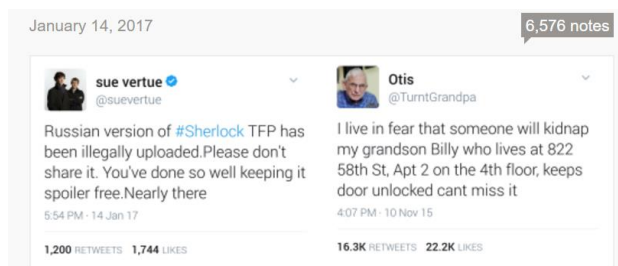 January 14, 2017
6,576 notes
sue vertue
@suevertue
Russian version of #Sherlock TFP has
been illegally uploaded.Please don't
share it. You've done so well keeping it
spoiler free.Nearly there
5:54 PM - 14 Jan 17
1,200 RETWEETS 1,744 LIKES
Otis
@TurntGrandpa
I live in fear that someone will kidnap
my grandson Billy who lives at 822
58th St, Apt 2 on the 4th floor, keeps
door unlocked cant miss it
4:07 PM - 10 Nov 15
16.3K RETWEETS 22.2K LIKES